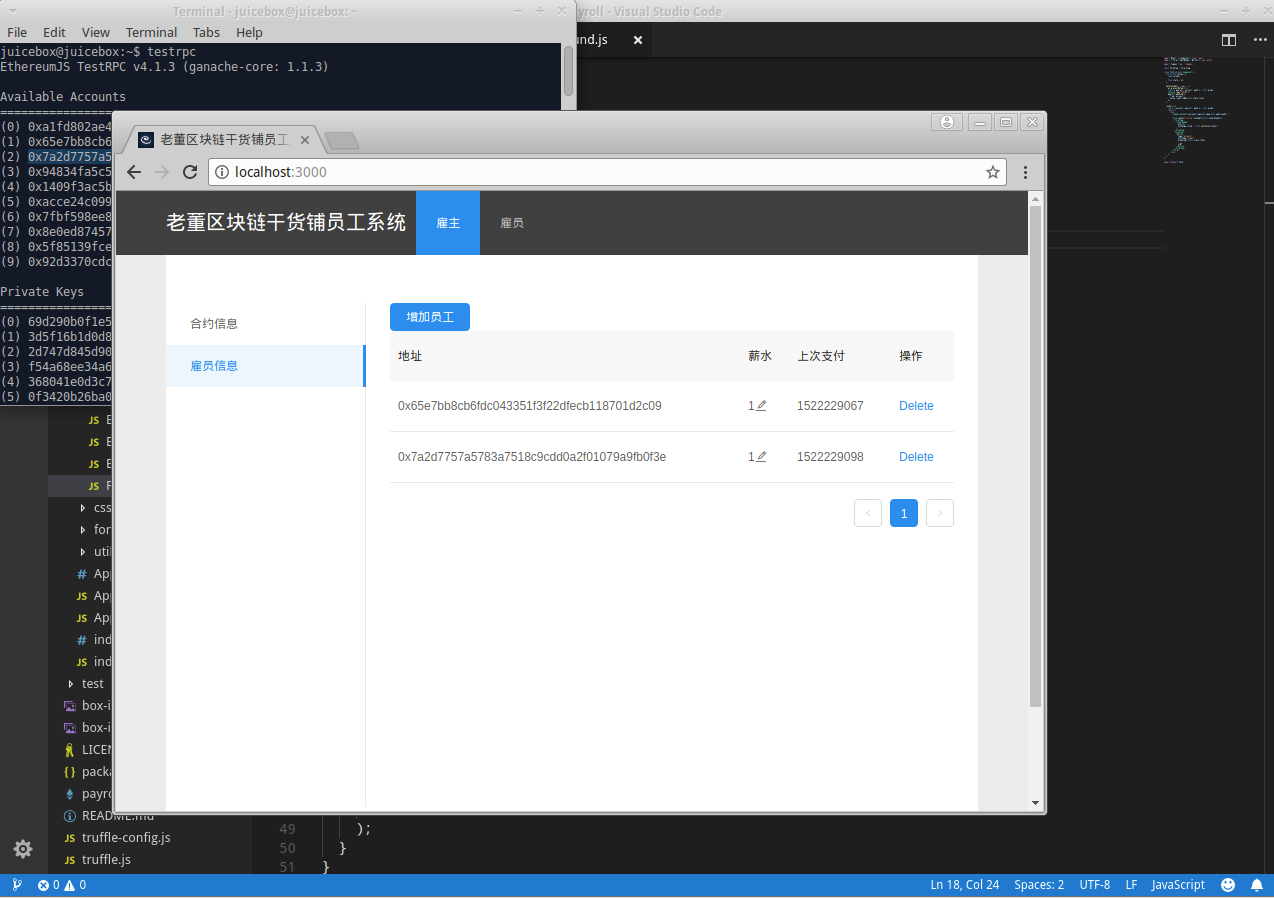 Terminal - juicebox@juicebox: ~
yroll - Visual Studio Code
File Edit View Terminal Tabs Help
nd.js
juicebox@juicebox:~$ testrpc
EthereumJS TestRPC v4.1.3 (ganache-core: 1.1.3)
Available Accounts
==================
(0) 0xa1fd802ae4
(1) 0x65e7bb8cb6
(2) 0x7a2d7757a5
(3) 0x94834fa5c5
(4) 0x1409f3ac5b
(5) 0xacce24c099
(6) 0x7fbf598ee8
(7) 0x8e0ed87457
(8) 0x5f85139fce
(9) 0x92d3370cdc
Private Keys
==================
(0) 69d290b0f1e5
(1) 3d5f16b1d0d8
(2) 2d747d845d90
(3) f54a68ee34a6
(4) 368041e0d3c7
(5) 0f3420b26ba0
老董区块链干货铺员工
localhost:3000
老董区块链干货铺员工系统 雇主 雇员
合约信息
雇员信息
增加员工
地址 薪水 上次支付 操作
0x65e7bb8cb6fdc043351f3f22dfecb118701d2c09 1 1522229067 Delete
0x7a2d7757a5783a7518c9cdd0a2f01079a9fb0f3e 1 1522229098 Delete
< 1 >
JS E
JS E
JS E
JS F
css
for
util
# App
JS App
JS App
# ind
JS ind
test
box-i
box-i
LICEN
{} packa
payro
README.md
JS truffle-config.js
JS truffle.js
49 );
50 }
51 }
0 0
Ln 18, Col 24 Spaces: 2 UTF-8 LF JavaScript